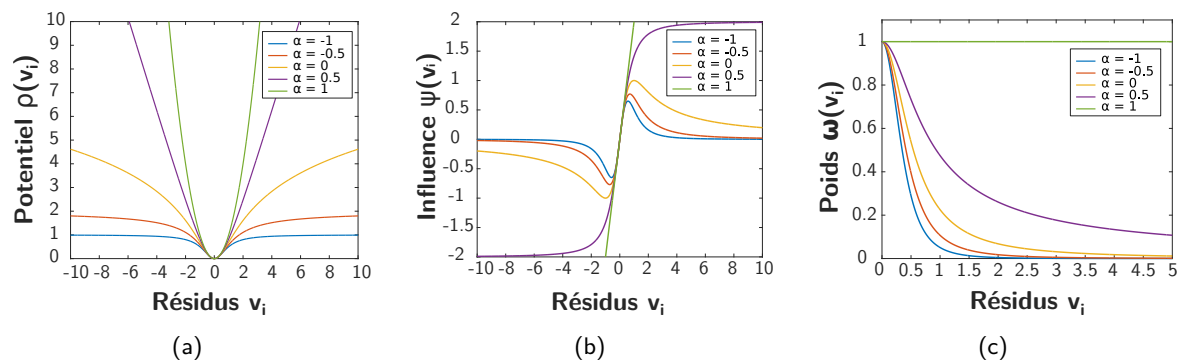 Potentiel ρ(vᵢ)
10
9
8
7
6
5
4
3
2
1
0
-10 -8 -6 -4 -2 0 2 4 6 8 10
Résidus vᵢ
α = -1
α = -0.5
α = 0
α = 0.5
α = 1
(a)
Influence ψ(vᵢ)
2
1.5
1
0.5
0
-0.5
-1
-1.5
-2
-10 -8 -6 -4 -2 0 2 4 6 8 10
Résidus vᵢ
α = -1
α = -0.5
α = 0
α = 0.5
α = 1
(b)
Poids ω(vᵢ)
1
0.8
0.6
0.4
0.2
0
0 0.5 1 1.5 2 2.5 3 3.5 4 4.5 5
Résidus vᵢ
α = -1
α = -0.5
α = 0
α = 0.5
α = 1
(c)